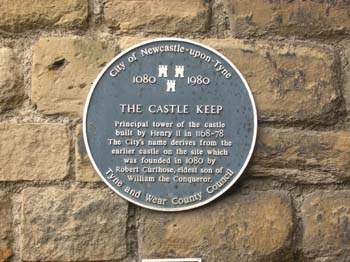 City of Newcastle-upon-Tyne
1080 1980
THE CASTLE KEEP
Principal tower of the castle
built by Henry II in 1168-78
The City's name derives from the
earlier castle on the site which
was founded in 1080 by
Robert Curthose, eldest son of
William the Conqueror.
Tyne and Wear County Council